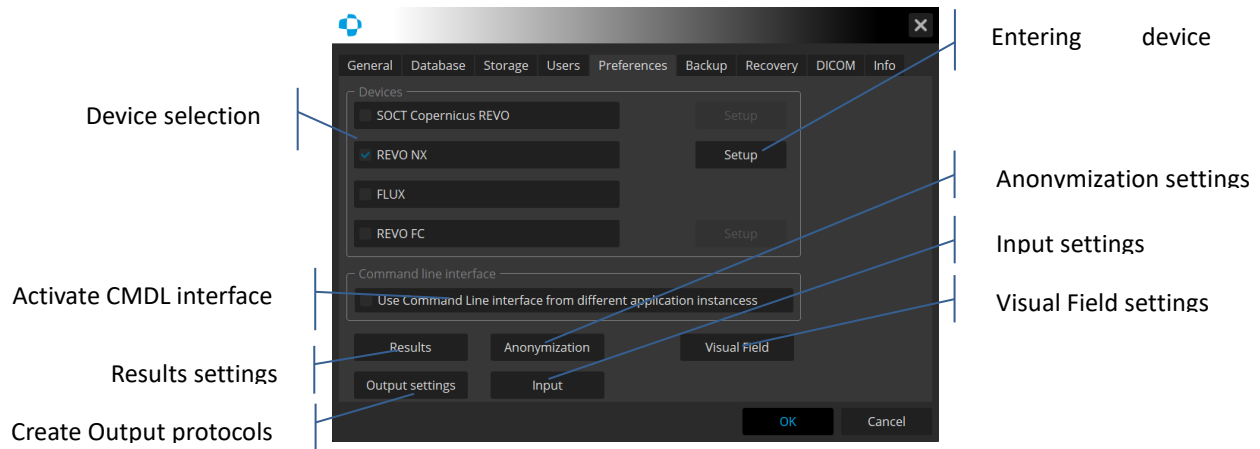 Entering device
General Database Storage Users Preferences Backup Recovery DICOM Info
Devices
Device selection
SOCT Copernicus REVO Setup
REVO NX Setup
Anonymization settings
FLUX
REVO FC Setup
Input settings
Command line interface
Activate CMDL interface
Use Command Line interface from different application instancess
Visual Field settings
Results Anonymization Visual Field
Results settings
Output settings Input
Create Output protocols
OK Cancel